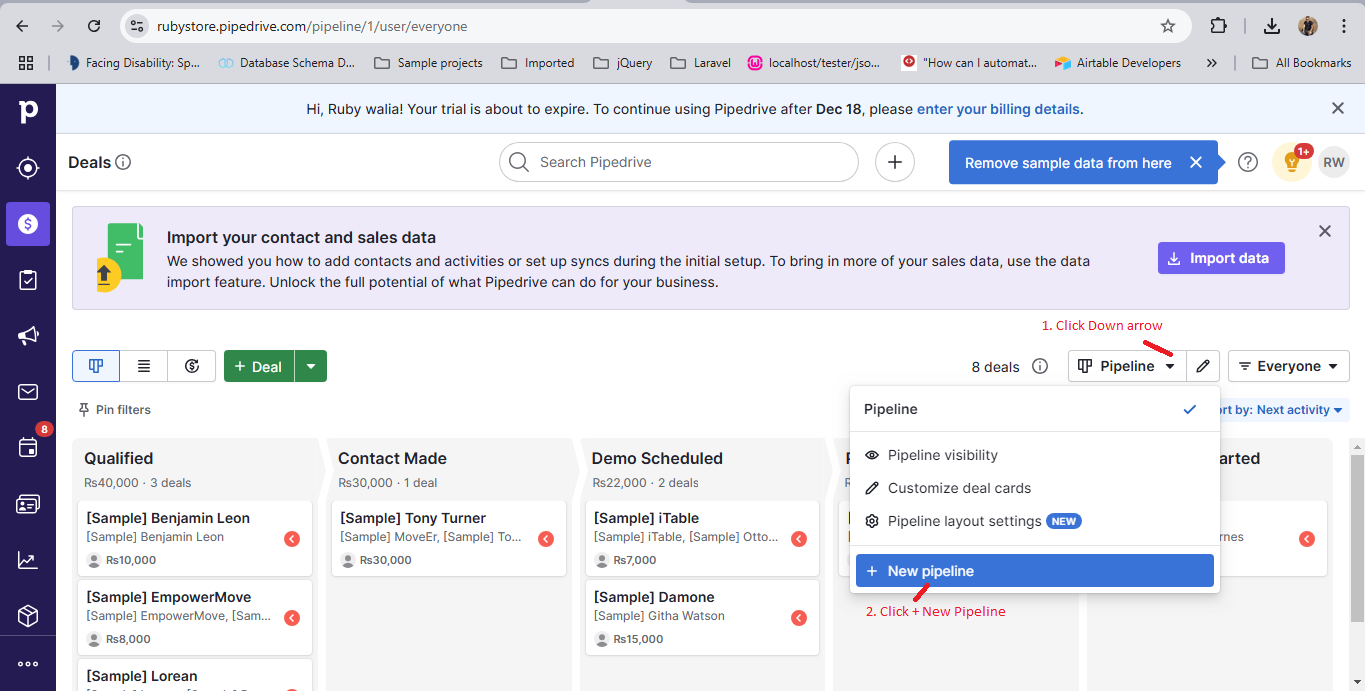 rubystore.pipedrive.com/pipeline/1/user/everyone
Facing Disability: Sp...
Database Schema D...
Sample projects
Imported
jQuery
Laravel
localhost/tester/jso...
"How can I automat...
Airtable Developers
All Bookmarks
Hi, Ruby walia! Your trial is about to expire. To continue using Pipedrive after Dec 18, please enter your billing details.
Deals
Search Pipedrive
Remove sample data from here
1+
RW
Import your contact and sales data
We showed you how to add contacts and activities or set up syncs during the initial setup. To bring in more of your sales data, use the data
import feature. Unlock the full potential of what Pipedrive can do for your business.
Import data
1. Click Down arrow
+ Deal
8 deals
Pipeline
Everyone
Pin filters
rt by: Next activity
Pipeline
Pipeline visibility
Customize deal cards
Pipeline layout settings NEW
+ New pipeline
2. Click + New Pipeline
8
Qualified
Rs40,000 · 3 deals
[Sample] Benjamin Leon
[Sample] Benjamin Leon
Rs10,000
[Sample] EmpowerMove
[Sample] EmpowerMove, [Sam...
Rs8,000
[Sample] Lorean
Contact Made
Rs30,000 · 1 deal
[Sample] Tony Turner
[Sample] MoveEr, [Sample] To...
Rs30,000
Demo Scheduled
Rs22,000 · 2 deals
[Sample] iTable
[Sample] iTable, [Sample] Otto...
Rs7,000
[Sample] Damone
[Sample] Githa Watson
Rs15,000
arted
rnes